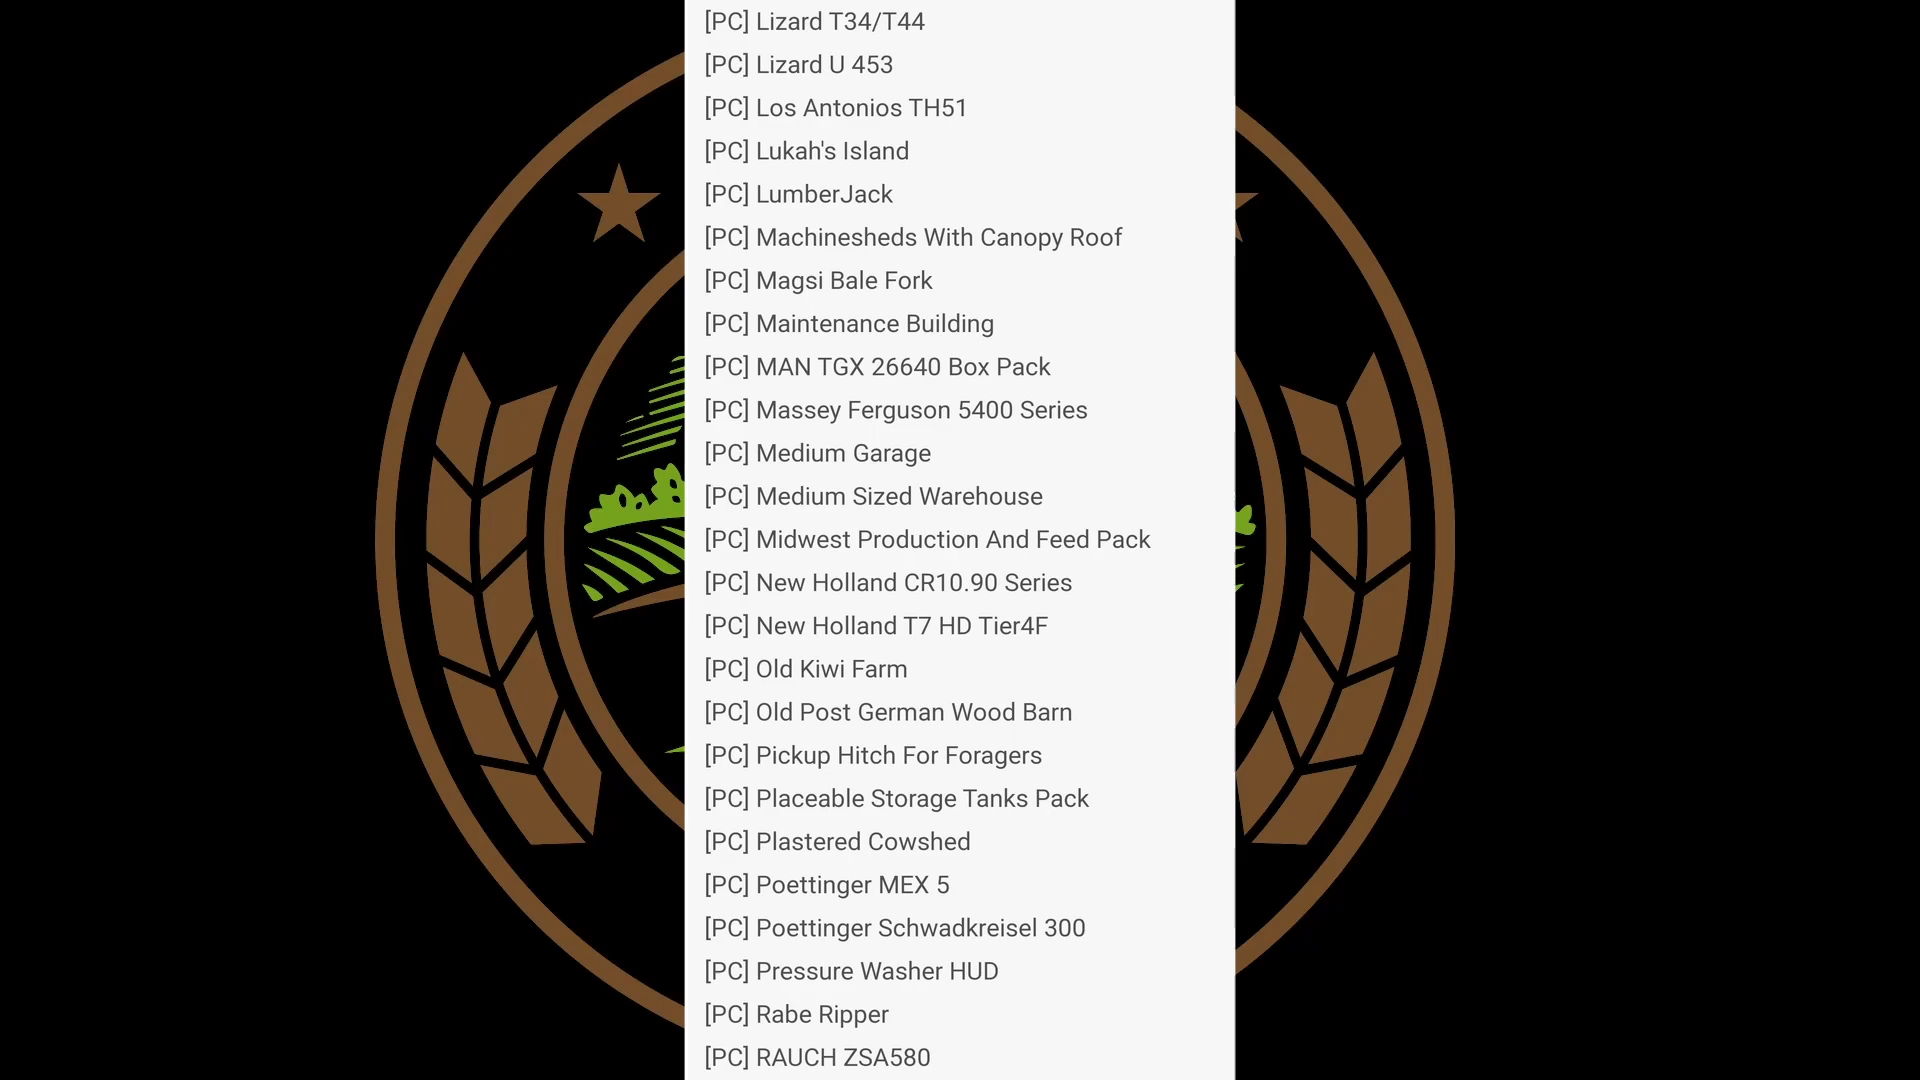 [PC] Lizard T34/T44
[PC] Lizard U 453
[PC] Los Antonios TH51
[PC] Lukah's Island
[PC] LumberJack
[PC] Machinesheds With Canopy Roof
[PC] Magsi Bale Fork
[PC] Maintenance Building
[PC] MAN TGX 26640 Box Pack
[PC] Massey Ferguson 5400 Series
[PC] Medium Garage
[PC] Medium Sized Warehouse
[PC] Midwest Production And Feed Pack
[PC] New Holland CR10.90 Series
[PC] New Holland T7 HD Tier4F
[PC] Old Kiwi Farm
[PC] Old Post German Wood Barn
[PC] Pickup Hitch For Foragers
[PC] Placeable Storage Tanks Pack
[PC] Plastered Cowshed
[PC] Poettinger MEX 5
[PC] Poettinger Schwadkreisel 300
[PC] Pressure Washer HUD
[PC] Rabe Ripper
[PC] RAUCH ZSA580